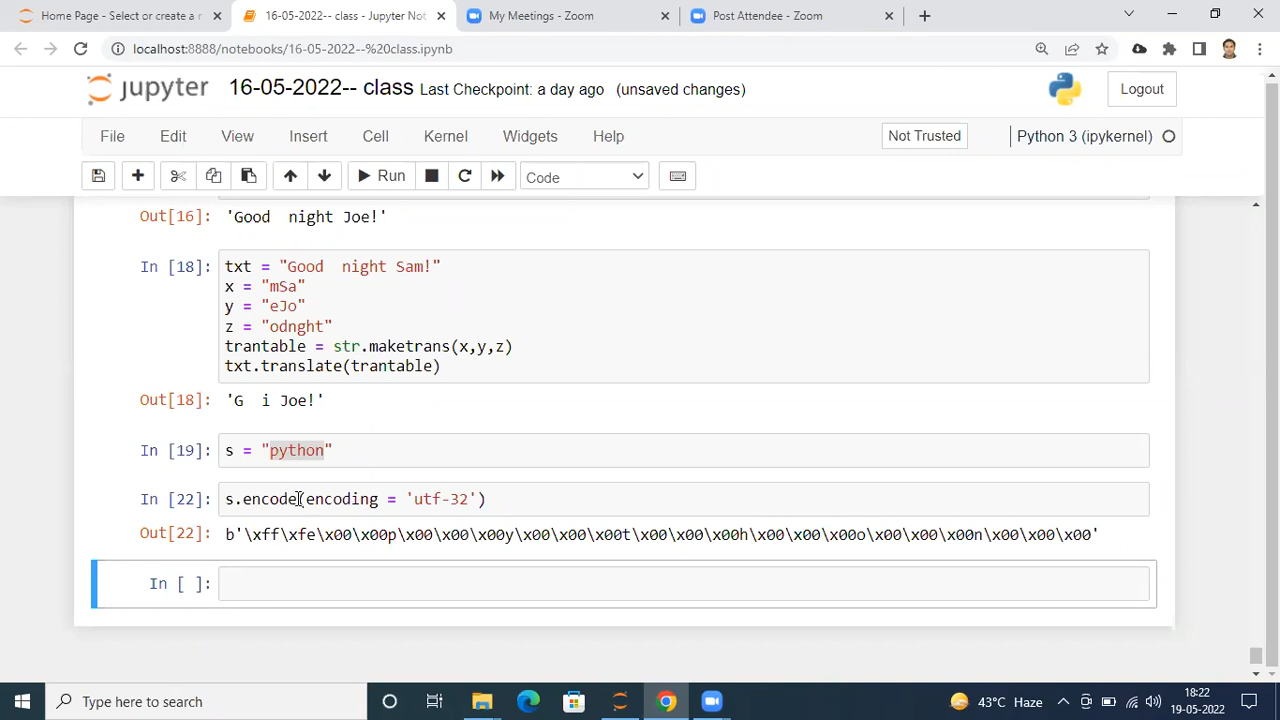 Home Page - Select or create a n
16-05-2022-- class - Jupyter Not
My Meetings - Zoom
Post Attendee - Zoom
localhost:8888/notebooks/16-05-2022--%20class.ipynb
jupyter 16-05-2022-- class Last Checkpoint: a day ago (unsaved changes)
Logout
File Edit View Insert Cell Kernel Widgets Help
Not Trusted
Python 3 (ipykernel)
Run
Code
Out[16]: 'Good  night Joe!'
In [18]: txt = "Good  night Sam!"
x = "mSa"
y = "eJo"
z = "odnght"
trantable = str.maketrans(x,y,z)
txt.translate(trantable)
Out[18]: 'G  i Joe!'
In [19]: s = "python"
In [22]: s.encode(encoding = 'utf-32')
Out[22]: b'\xff\xfe\x00\x00p\x00\x00\x00y\x00\x00\x00t\x00\x00\x00h\x00\x00\x00o\x00\x00\x00n\x00\x00\x00'
In [ ]:
Type here to search
43°C Haze
18:22
19-05-2022